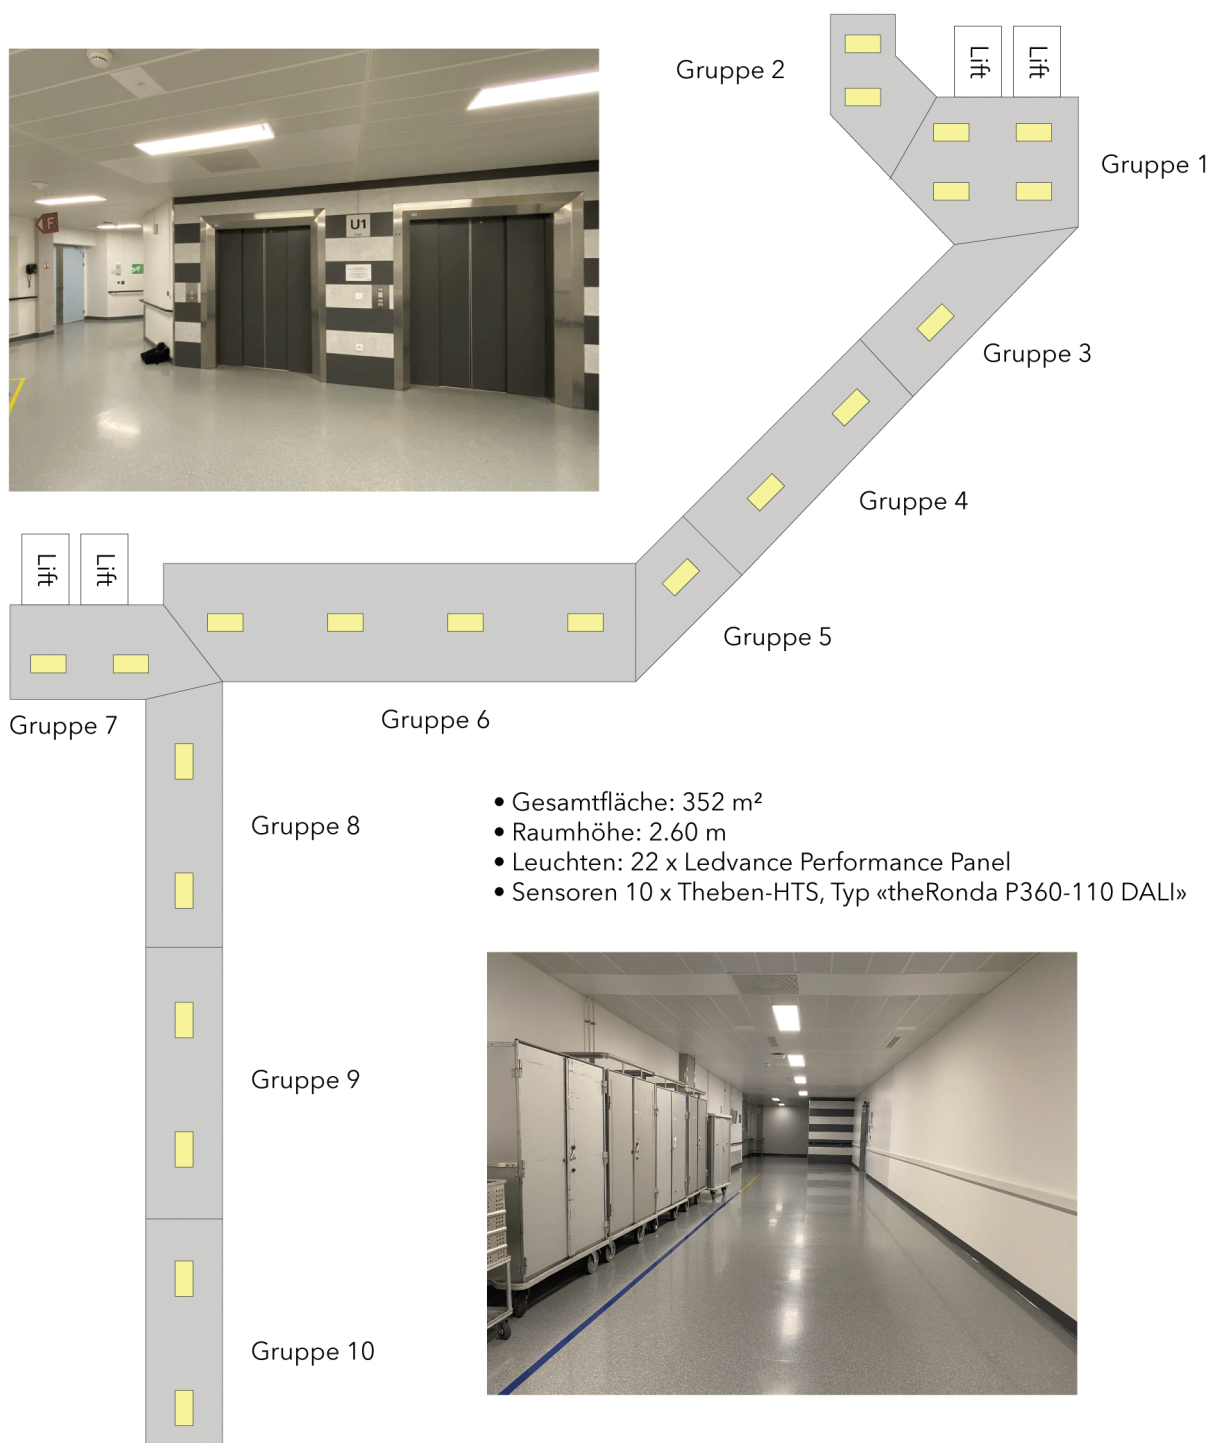 Gruppe 2
Lift
Lift
Gruppe 1
F
U1
Gruppe 3
Gruppe 4
Lift
Lift
Gruppe 5
Gruppe 7
Gruppe 6
• Gesamtfläche: 352 m²
• Raumhöhe: 2.60 m
• Leuchten: 22 x Ledvance Performance Panel
• Sensoren 10 x Theben-HTS, Typ «theRonda P360-110 DALI»
Gruppe 8
Gruppe 9
Gruppe 10